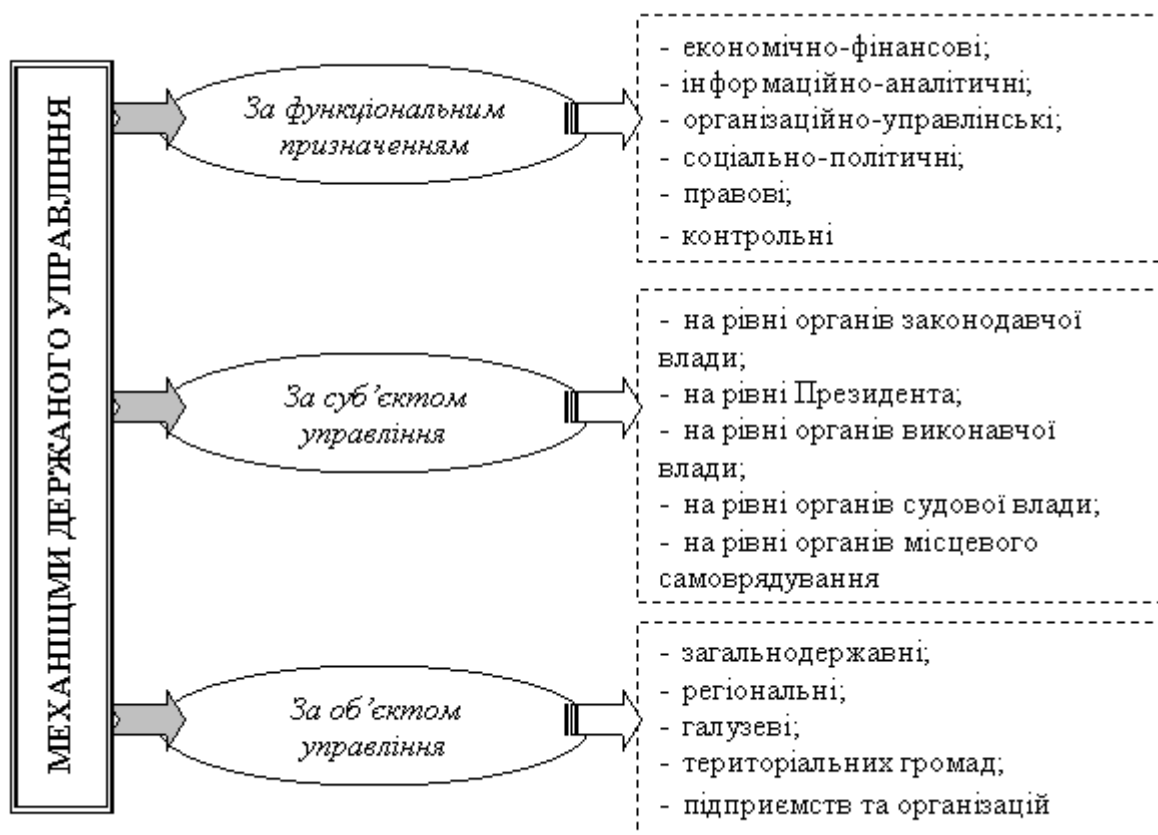 МЕХАНІЩМИ ДЕРЖАНОГО УПРАВЛІННЯ
За функціональним
призначенням
- економічно-фінансові;
- інформаційно-аналітичні;
- організаційно-управлінські;
- соціально-політичні;
- правові;
- контрольні
За суб’єктом
управління
- на рівні органів законодавчої
влади;
- на рівні Президента;
- на рівні органів виконавчої
влади;
- на рівні органів судової влади;
- на рівні органів місцевого
самоврядування
За об’єктом
управління
- загальнодержавні;
- регіональні;
- галузеві;
- територіальних громад;
- підприємств та організацій